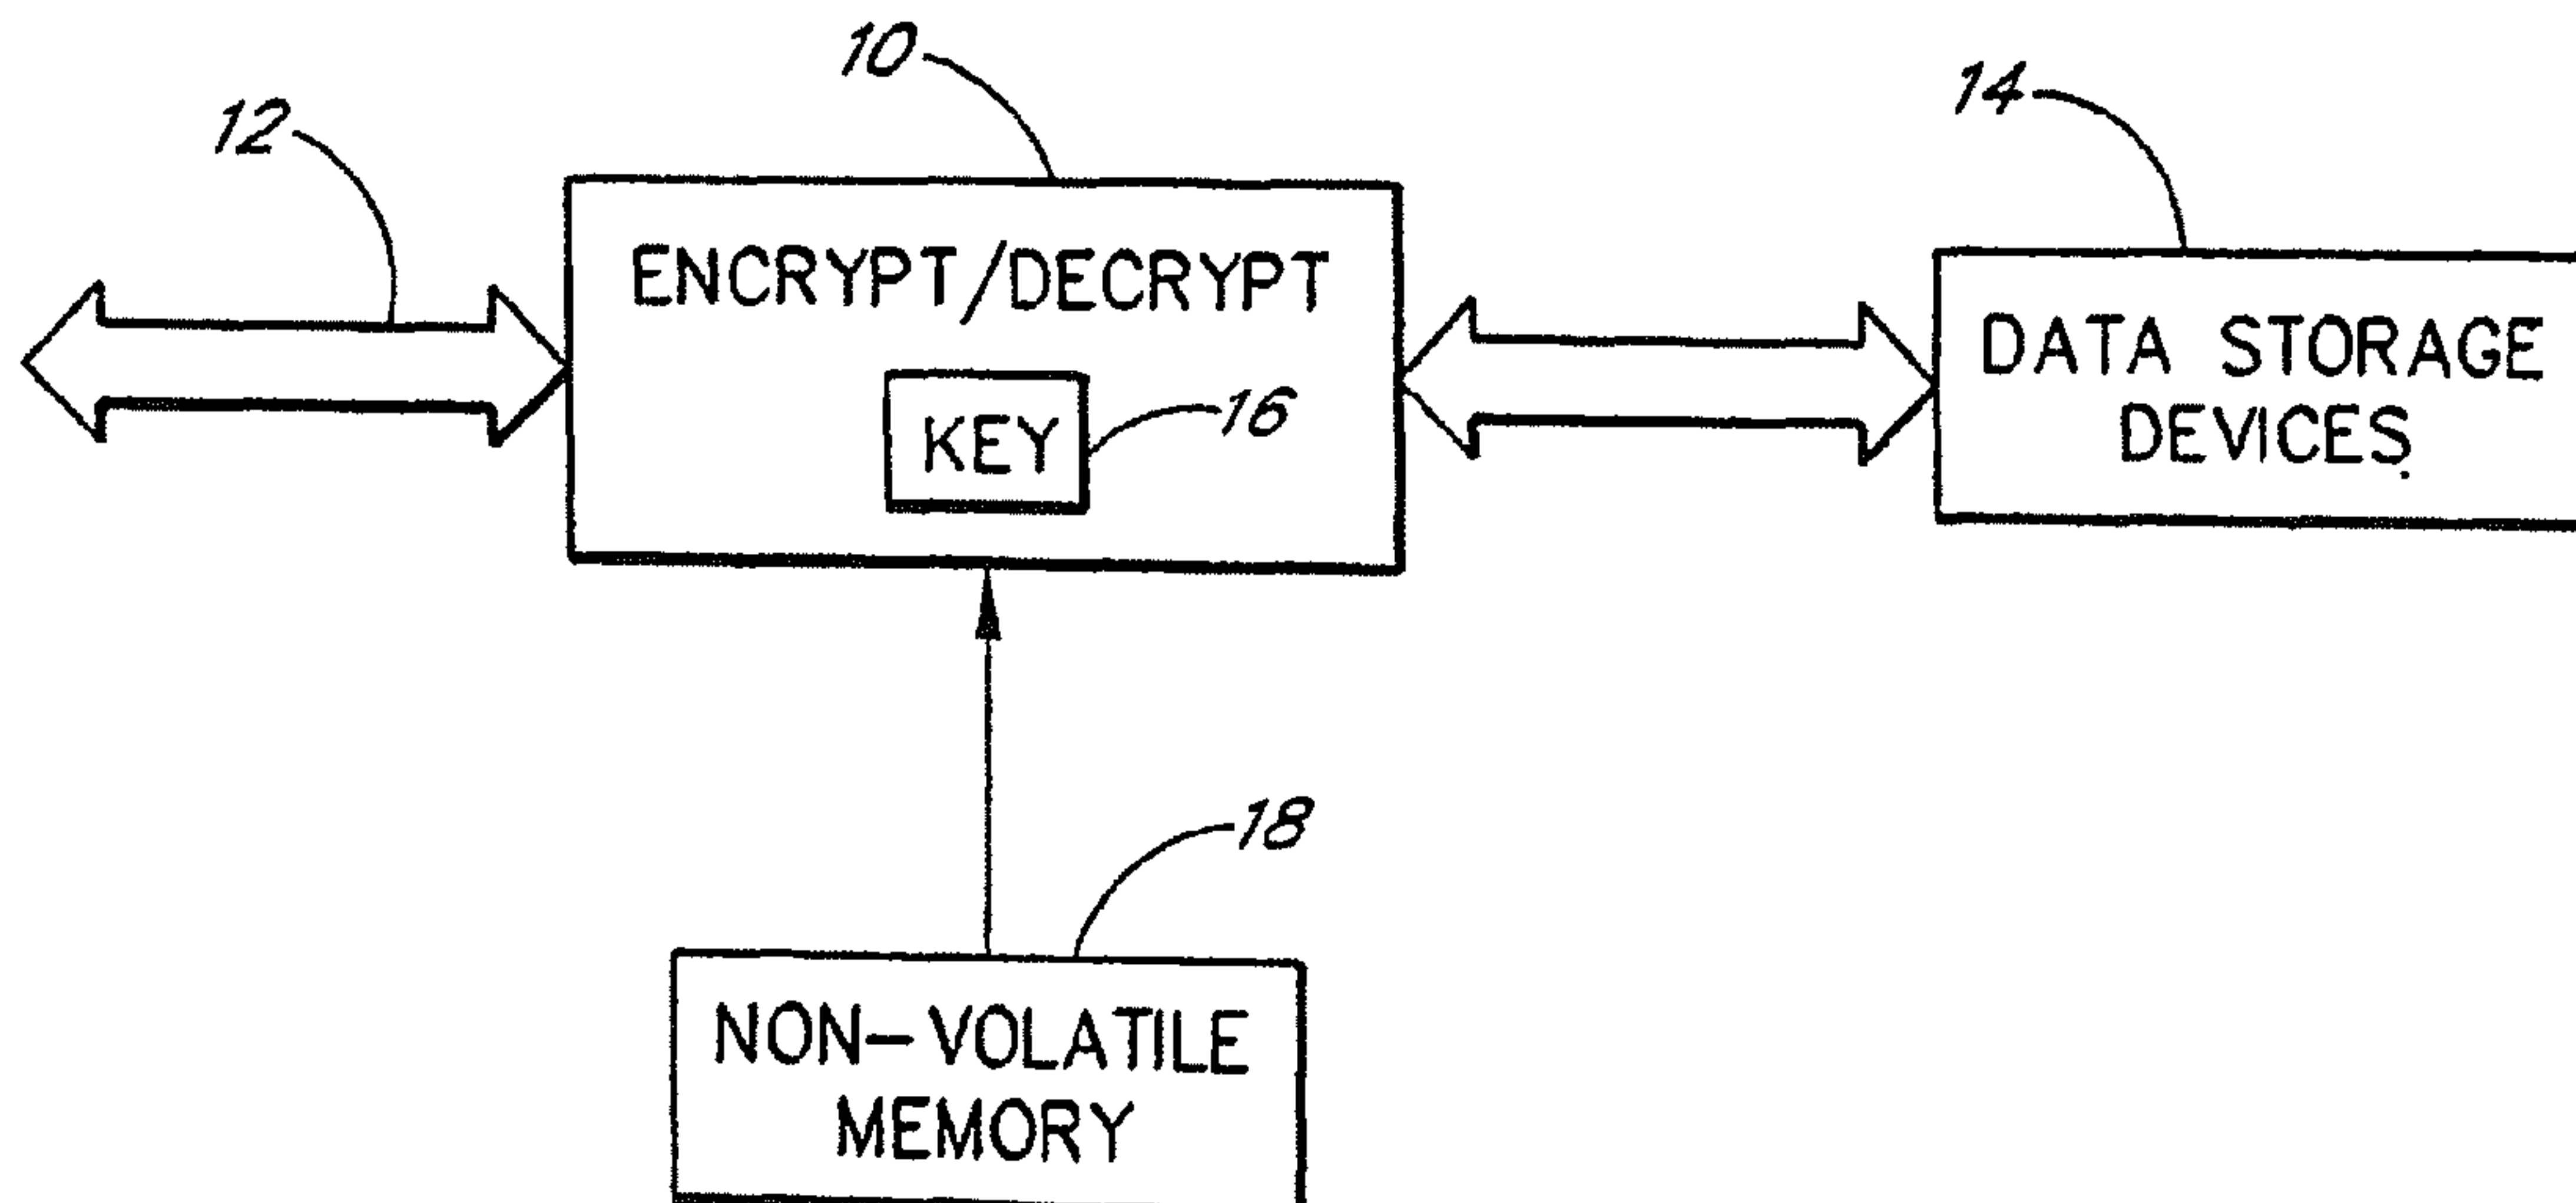 10
12
14
ENCRYPT/DECRYPT
KEY
16
DATA STORAGE
DEVICES
18
NON-VOLATILE
MEMORY